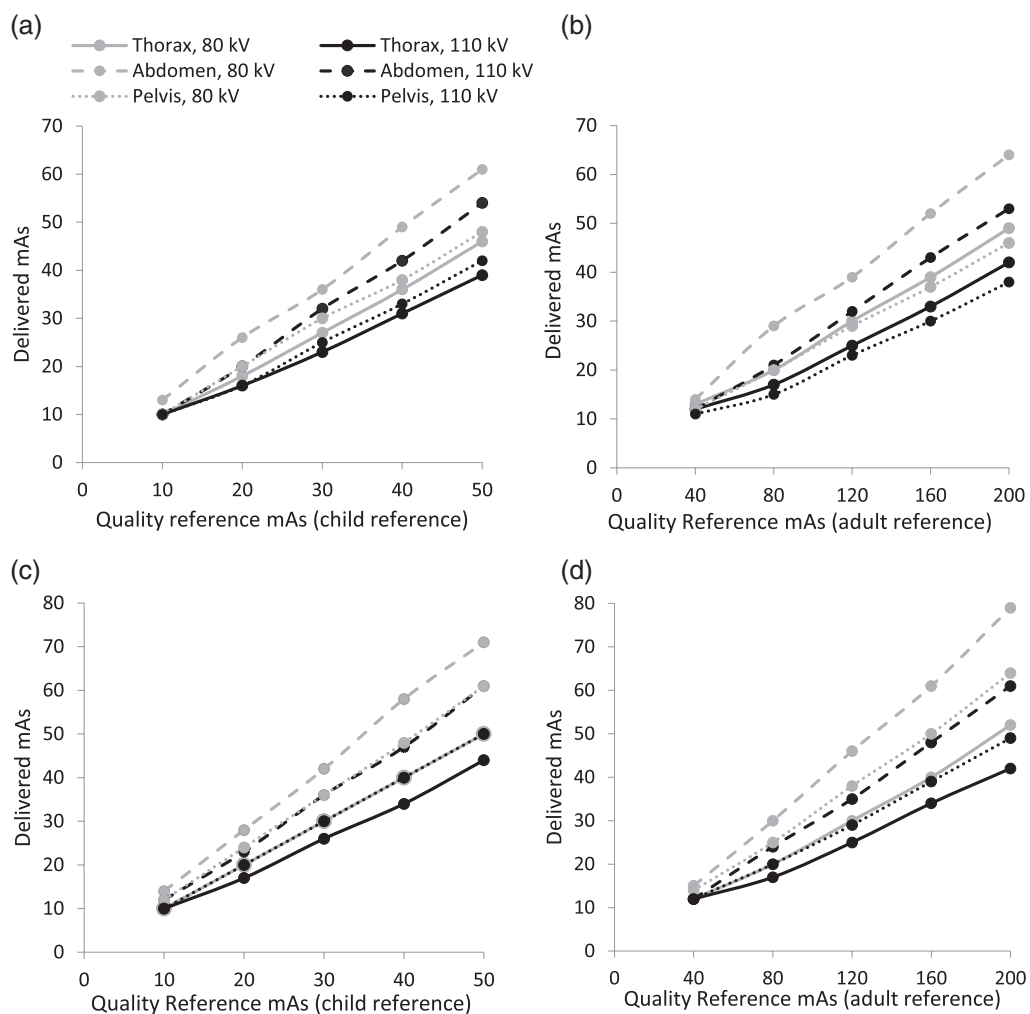 (a)
Thorax, 80 kV Thorax, 110 kV
Abdomen, 80 kV Abdomen, 110 kV
Pelvis, 80 kV Pelvis, 110 kV
70
60
50
40
30
20
10
0
Delivered mAs
0 10 20 30 40 50
Quality reference mAs (child reference)
(b)
70
60
50
40
30
20
10
0
Delivered mAs
0 40 80 120 160 200
Quality Reference mAs (adult reference)
(c)
80
70
60
50
40
30
20
10
0
Delivered mAs
0 10 20 30 40 50
Quality Reference mAs (child reference)
(d)
80
70
60
50
40
30
20
10
0
Delivered mAs
0 40 80 120 160 200
Quality Reference mAs (adult reference)